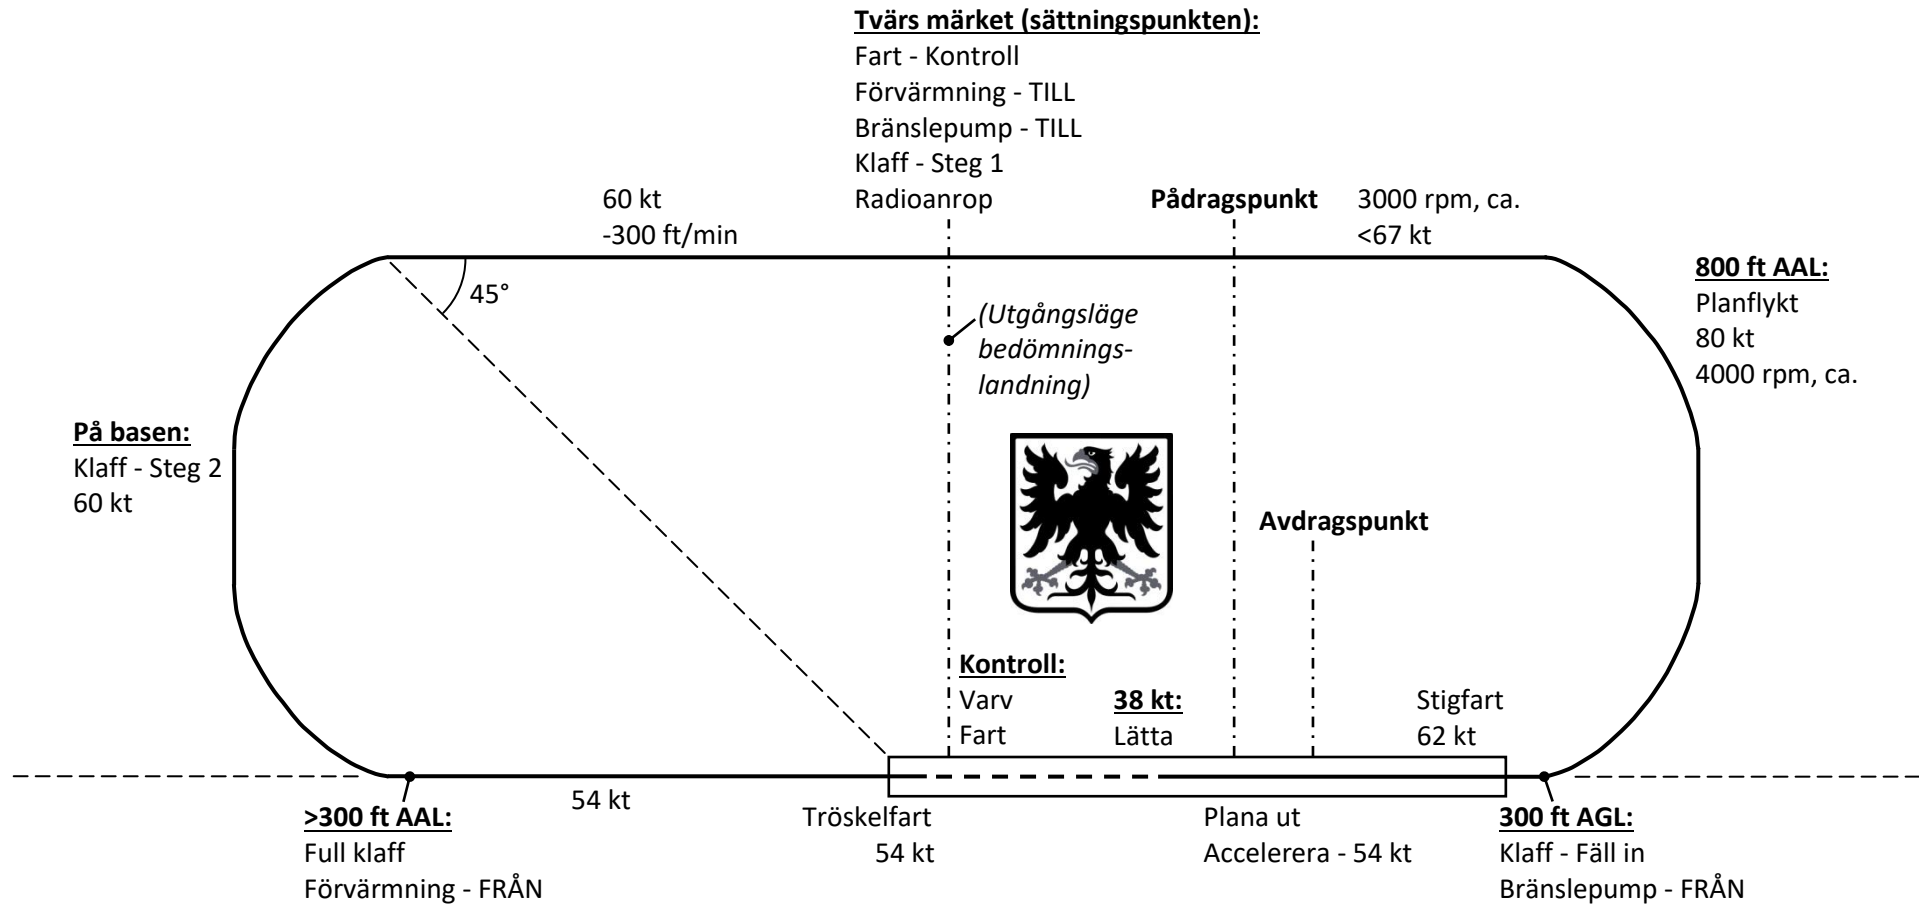 Tvärs märket (sättningspunkten):
Fart - Kontroll
Förvärmning - TILL
Bränslepump - TILL
Klaff - Steg 1
Radioanrop
60 kt
-300 ft/min
Pådragspunkt
3000 rpm, ca.
<67 kt
800 ft AAL:
Planflykt
80 kt
4000 rpm, ca.
45°
(Utgångsläge
bedömnings-
landning)
På basen:
Klaff - Steg 2
60 kt
Avdragspunkt
Kontroll:
Varv
Fart
38 kt:
Lätta
Stigfart
62 kt
54 kt
>300 ft AAL:
Full klaff
Förvärmning - FRÅN
Tröskelfart
54 kt
Plana ut
Accelerera - 54 kt
300 ft AGL:
Klaff - Fäll in
Bränslepump - FRÅN